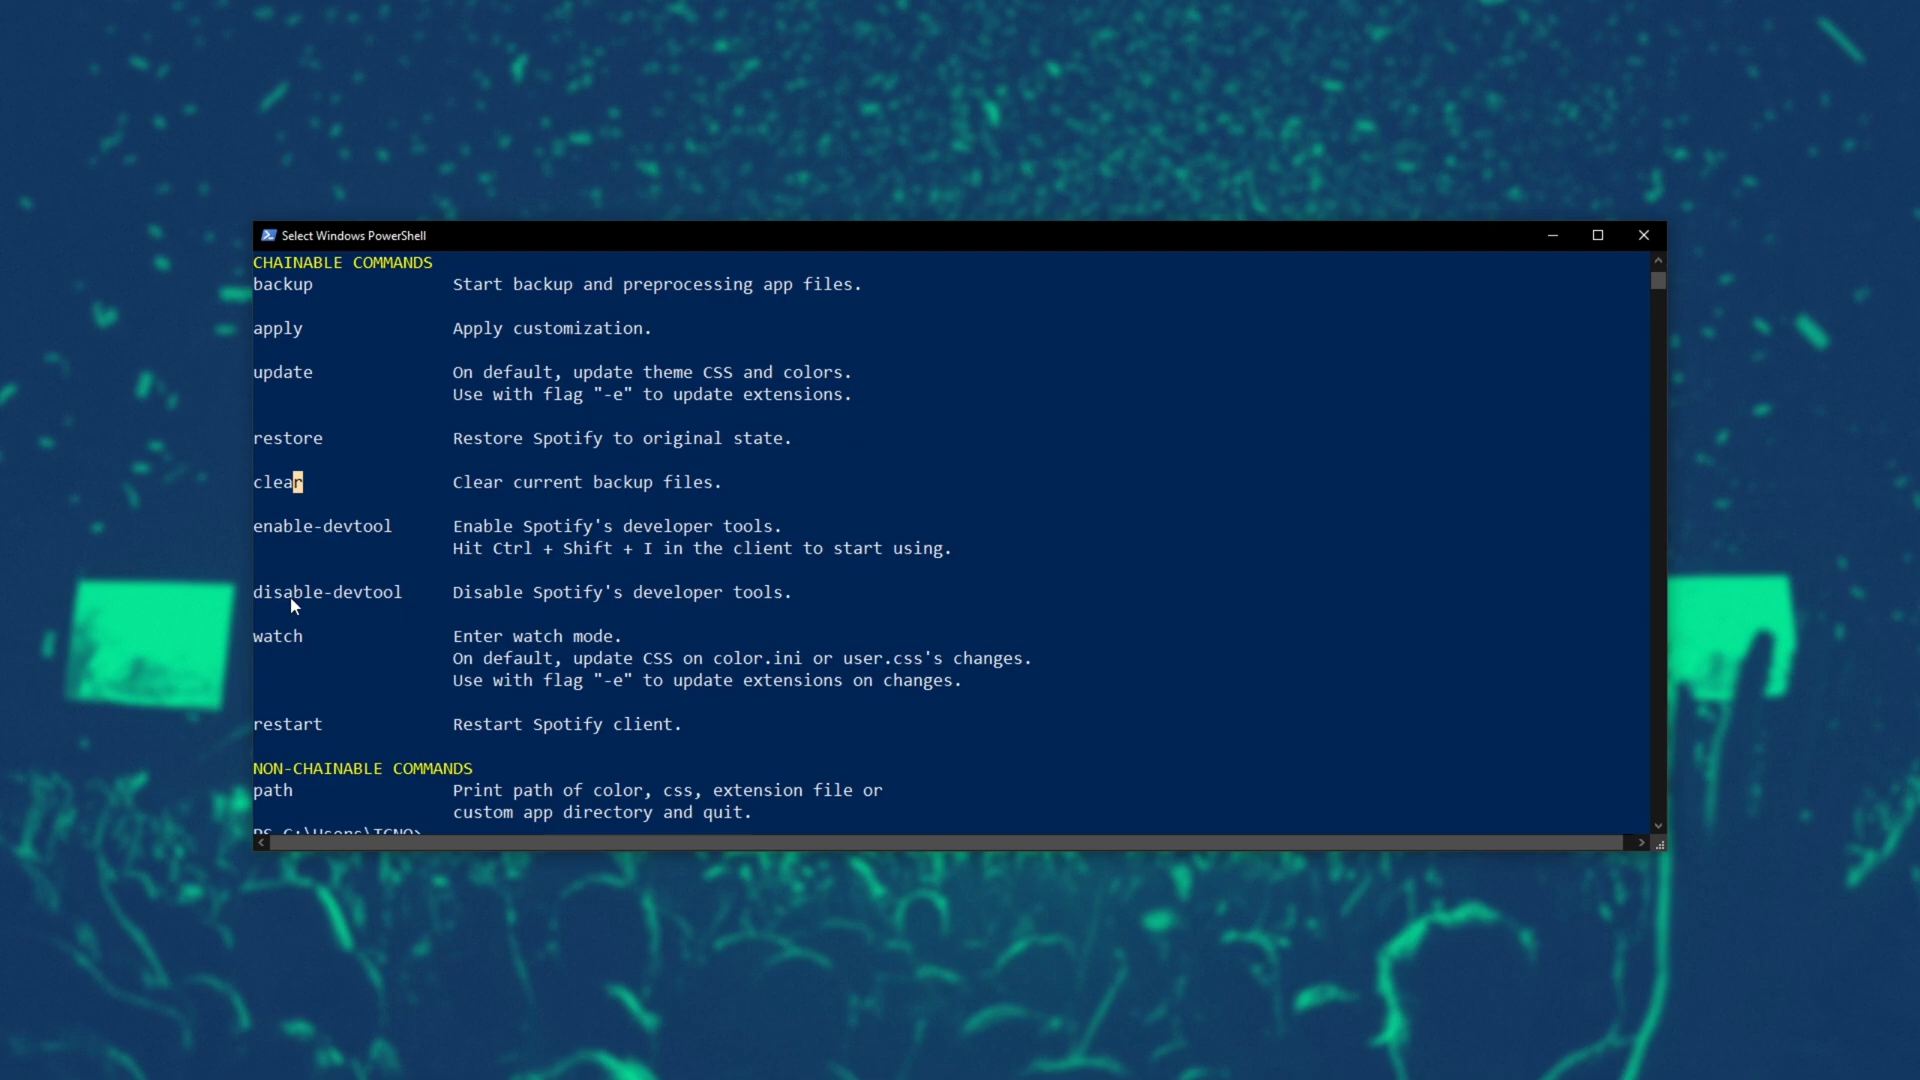 Select Windows PowerShell
CHAINABLE COMMANDS
backup Start backup and preprocessing app files.
apply Apply customization.
update On default, update theme CSS and colors.
Use with flag "-e" to update extensions.
restore Restore Spotify to original state.
clear Clear current backup files.
enable-devtool Enable Spotify's developer tools.
Hit Ctrl + Shift + I in the client to start using.
disable-devtool Disable Spotify's developer tools.
watch Enter watch mode.
On default, update CSS on color.ini or user.css's changes.
Use with flag "-e" to update extensions on changes.
restart Restart Spotify client.
NON-CHAINABLE COMMANDS
path Print path of color, css, extension file or
custom app directory and quit.
PS C:\Users\TCNO>